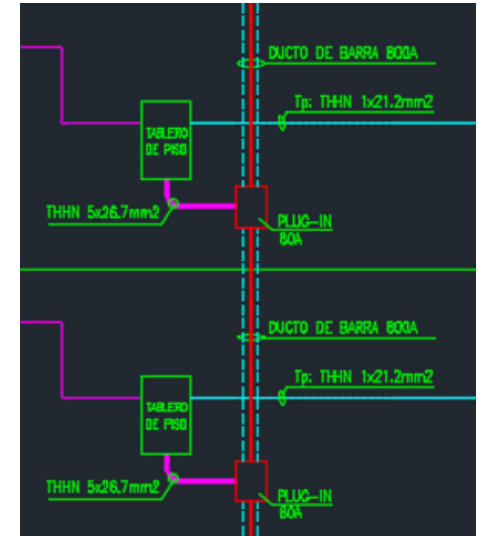 DUCTO DE BARRA 800A
Tp: THHN 1x21.2mm2
TABLERO
DE PISO
THHN 5x26.7mm2
PLUG-IN
80A
DUCTO DE BARRA 800A
Tp: THHN 1x21.2mm2
TABLERO
DE PISO
THHN 5x26.7mm2
PLUG-IN
80A